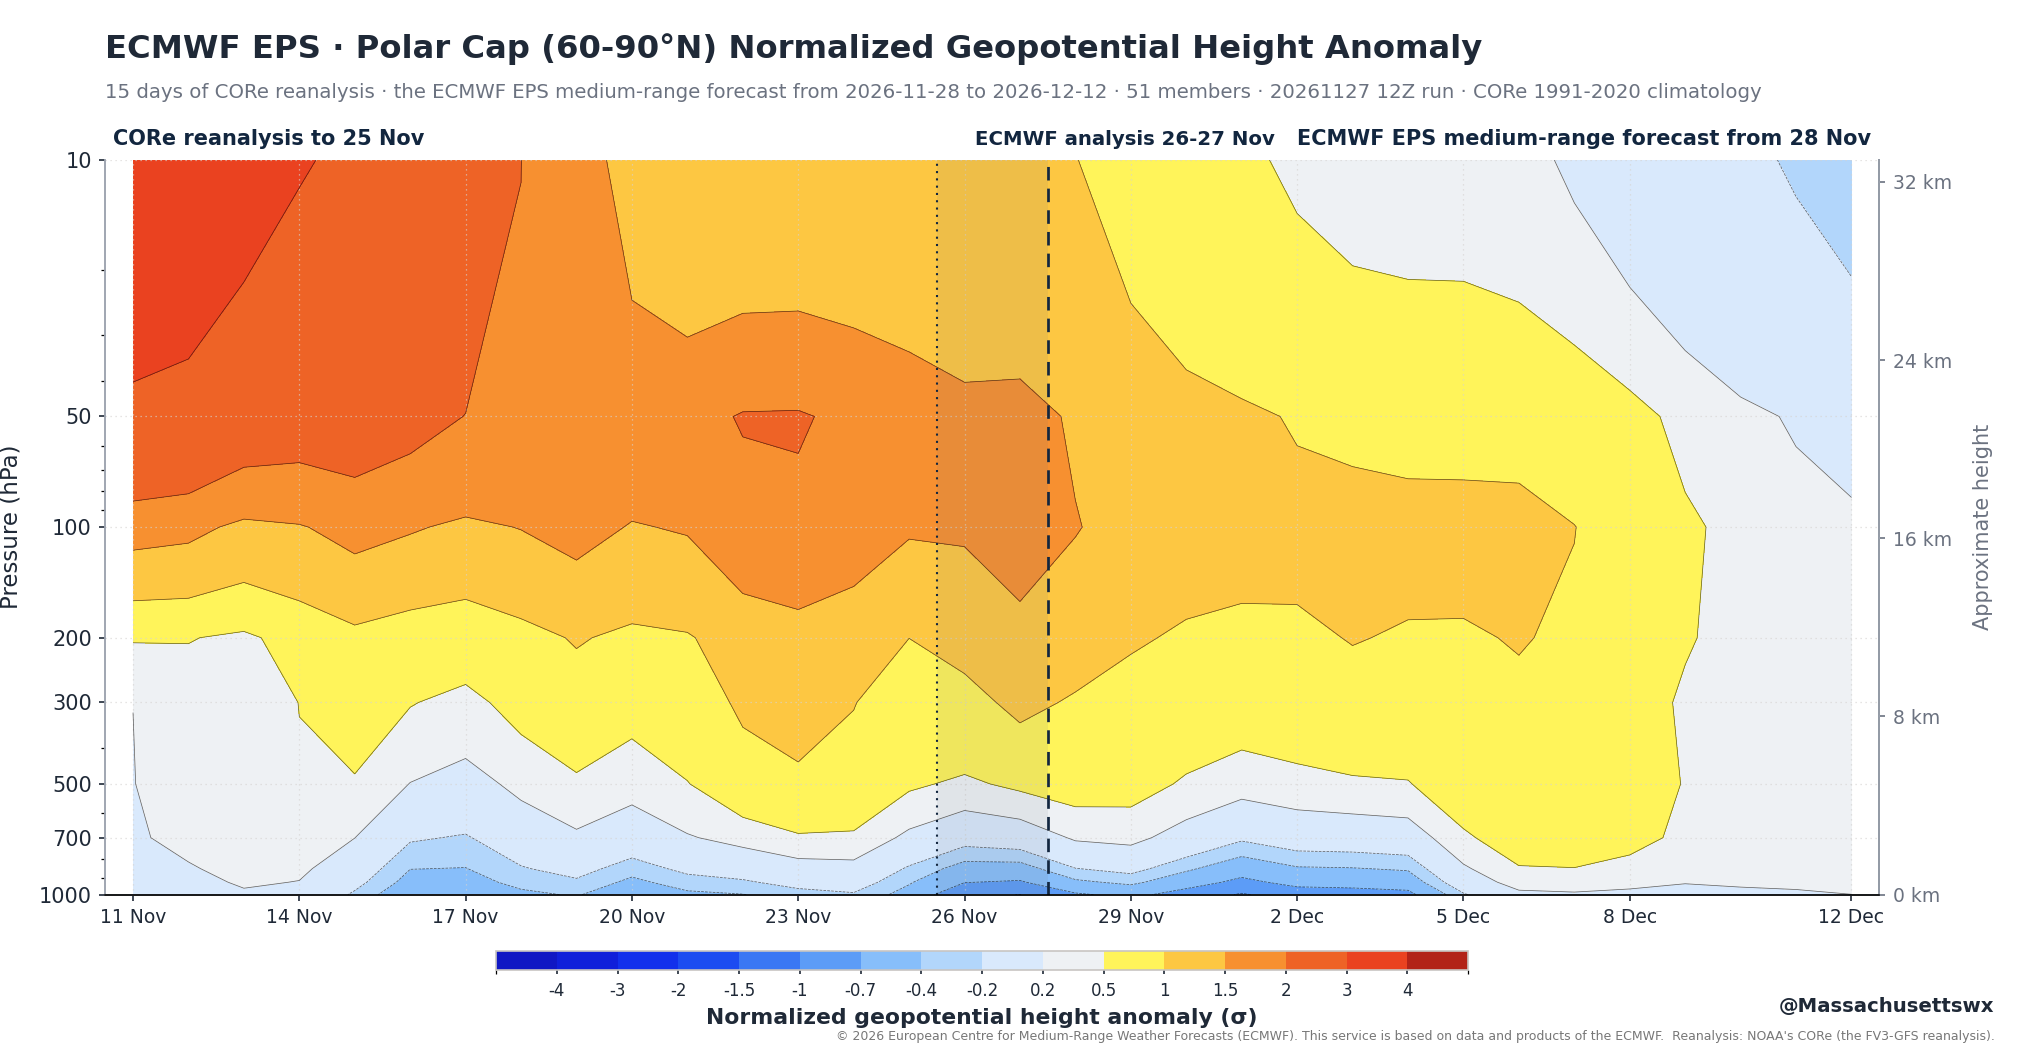 ECMWF EPS · Polar Cap (60-90°N) Normalized Geopotential Height Anomaly
15 days of CORe reanalysis · the ECMWF EPS medium-range forecast from 2026-11-28 to 2026-12-12 · 51 members · 20261127 12Z run · CORe 1991-2020 climatology
CORe reanalysis to 25 Nov
ECMWF analysis 26-27 Nov
ECMWF EPS medium-range forecast from 28 Nov
Pressure (hPa)
10
50
100
200
300
500
700
1000
32 km
24 km
16 km
8 km
0 km
Approximate height
11 Nov
14 Nov
17 Nov
20 Nov
23 Nov
26 Nov
29 Nov
2 Dec
5 Dec
8 Dec
12 Dec
-4
-3
-2
-1.5
-1
-0.7
-0.4
-0.2
0.2
0.5
1
1.5
2
3
4
Normalized geopotential height anomaly (σ)
@Massachusettswx
© 2026 European Centre for Medium-Range Weather Forecasts (ECMWF). This service is based on data and products of the ECMWF. Reanalysis: NOAA's CORe (the FV3-GFS reanalysis).